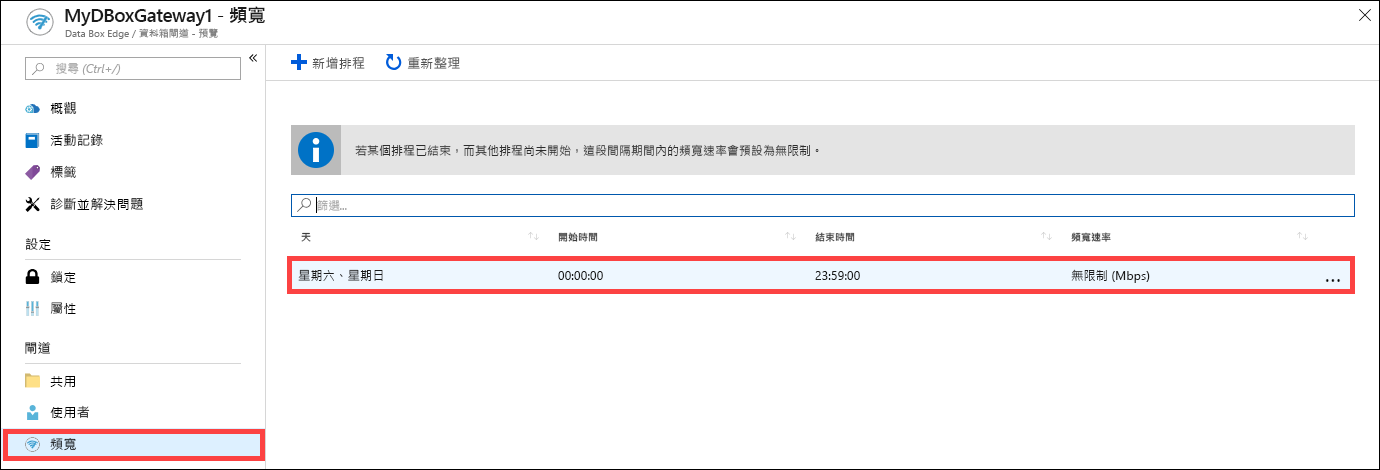 MyDBoxGateway1 - 頻寬
Data Box Edge / 資料箱閘道 - 預覽
搜尋 (Ctrl+/)
概觀
活動記錄
標籤
診斷並解決問題
設定
鎖定
屬性
閘道
共用
使用者
頻寬
新增排程 重新整理
若某個排程已結束，而其他排程尚未開始，這段間隔期間內的頻寬速率會預設為無限制。
篩選...
天 開始時間 結束時間 頻寬速率
星期六、星期日 00:00:00 23:59:00 無限制 (Mbps) ...